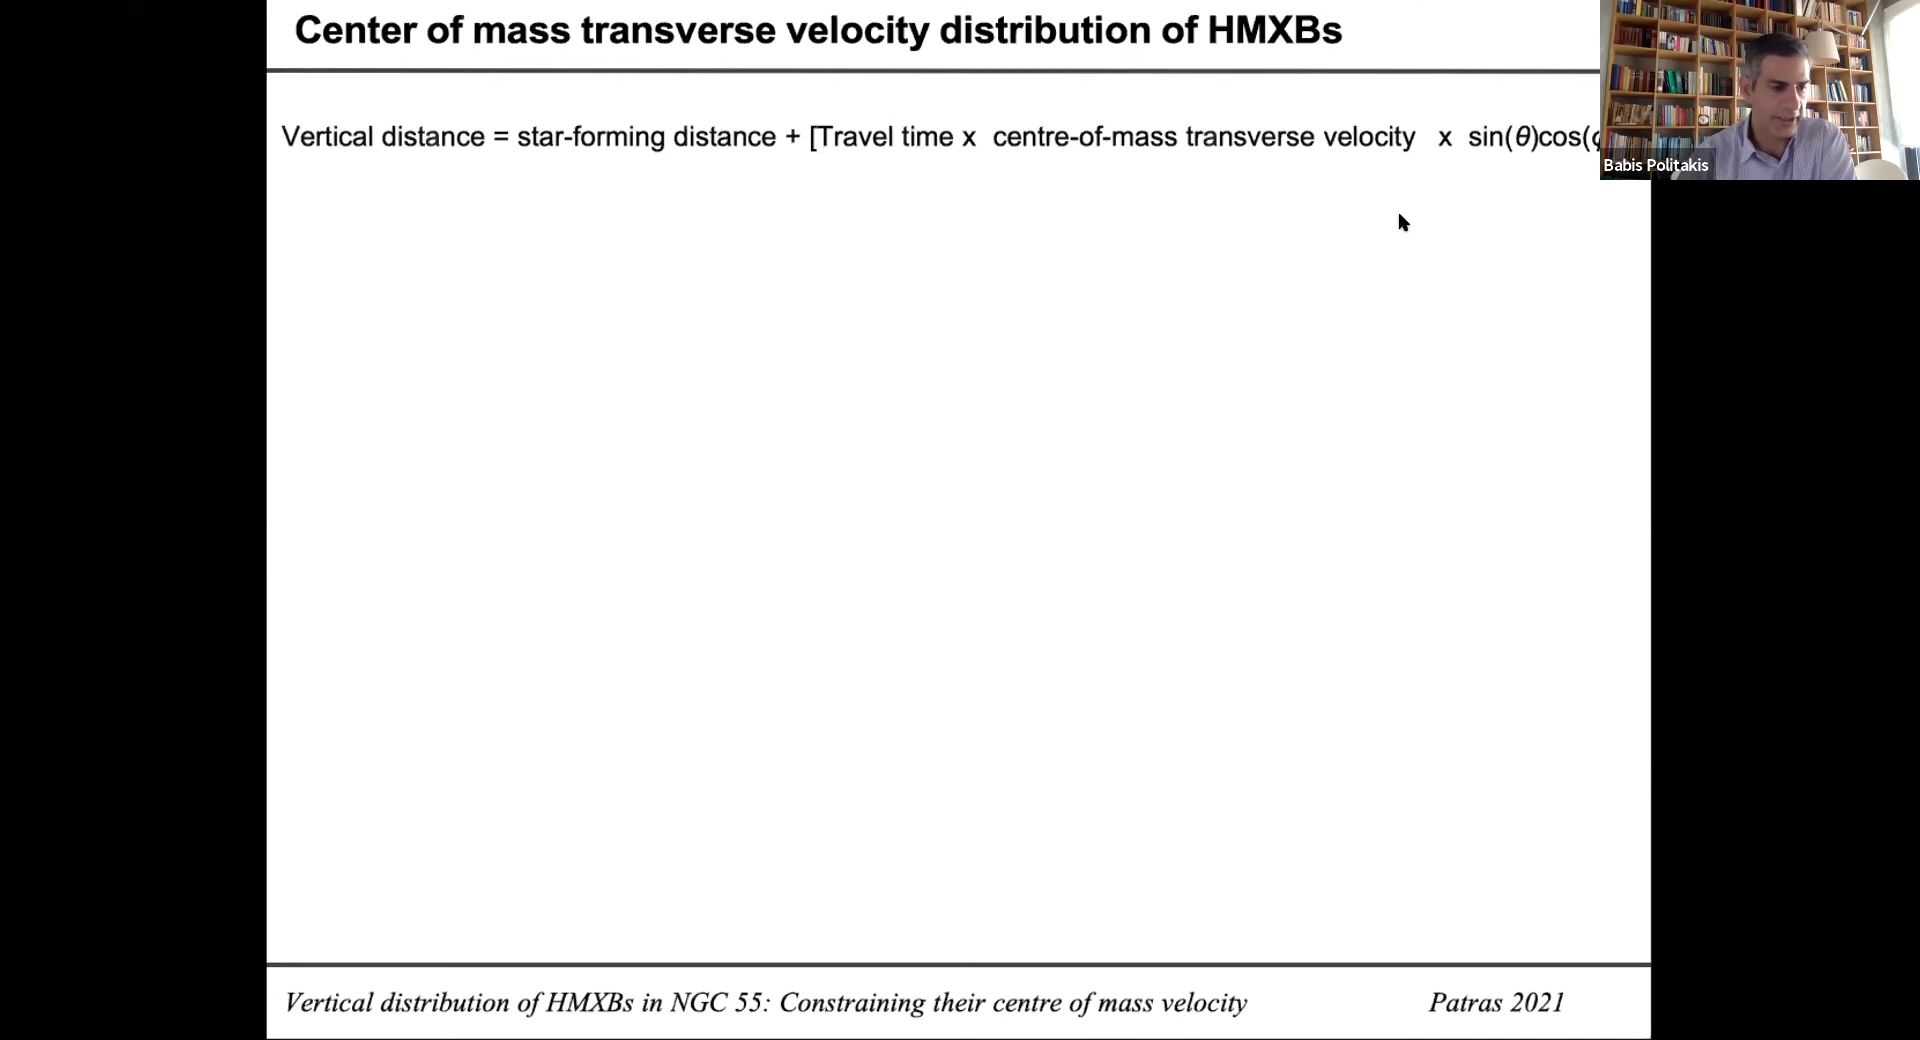 Center of mass transverse velocity distribution of HMXBs
Vertical distance = star-forming distance + [Travel time x centre-of-mass transverse velocity x sin(θ)cos(
Babis Politakis
Vertical distribution of HMXBs in NGC 55: Constraining their centre of mass velocity
Patras 2021